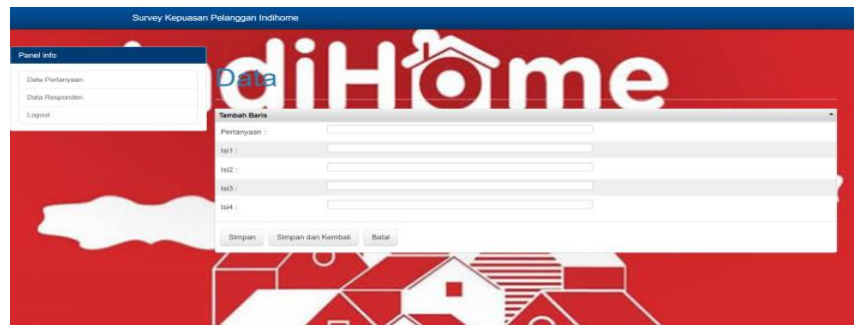 Survey Kepuasan Pelanggan Indihome
Panel info
Data Pertanyaan
Data Responden
Logout
IndiHome
Data
Tambah Baris
Pertanyaan :
Isi1 :
Isi2 :
Isi3 :
Isi4 :
Simpan Simpan dan Kembali Batal